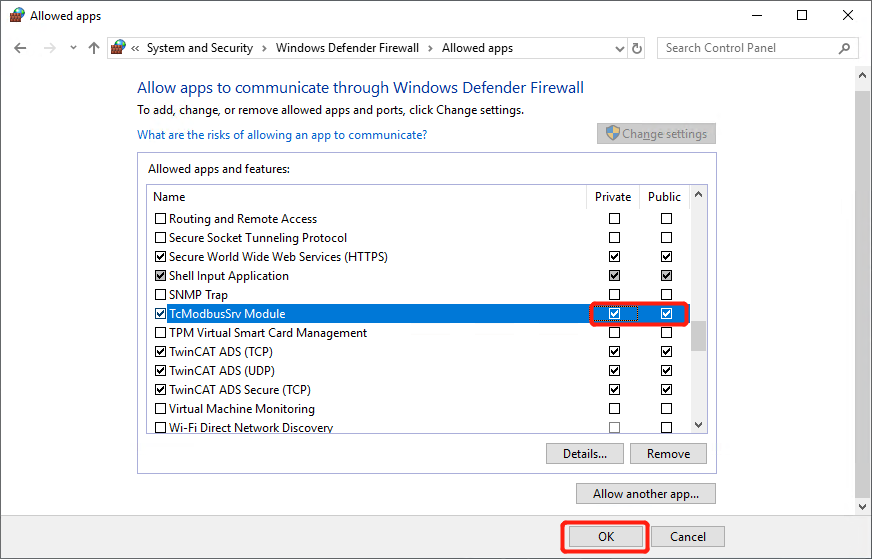 Allowed apps
« System and Security > Windows Defender Firewall > Allowed apps
Search Control Panel
Allow apps to communicate through Windows Defender Firewall
To add, change, or remove allowed apps and ports, click Change settings.
What are the risks of allowing an app to communicate?
Change settings
Allowed apps and features:
Name Private Public
Routing and Remote Access
Secure Socket Tunneling Protocol
Secure World Wide Web Services (HTTPS)
Shell Input Application
SNMP Trap
TcModbusSrv Module
TPM Virtual Smart Card Management
TwinCAT ADS (TCP)
TwinCAT ADS (UDP)
TwinCAT ADS Secure (TCP)
Virtual Machine Monitoring
Wi-Fi Direct Network Discovery
Details... Remove
Allow another app...
OK Cancel